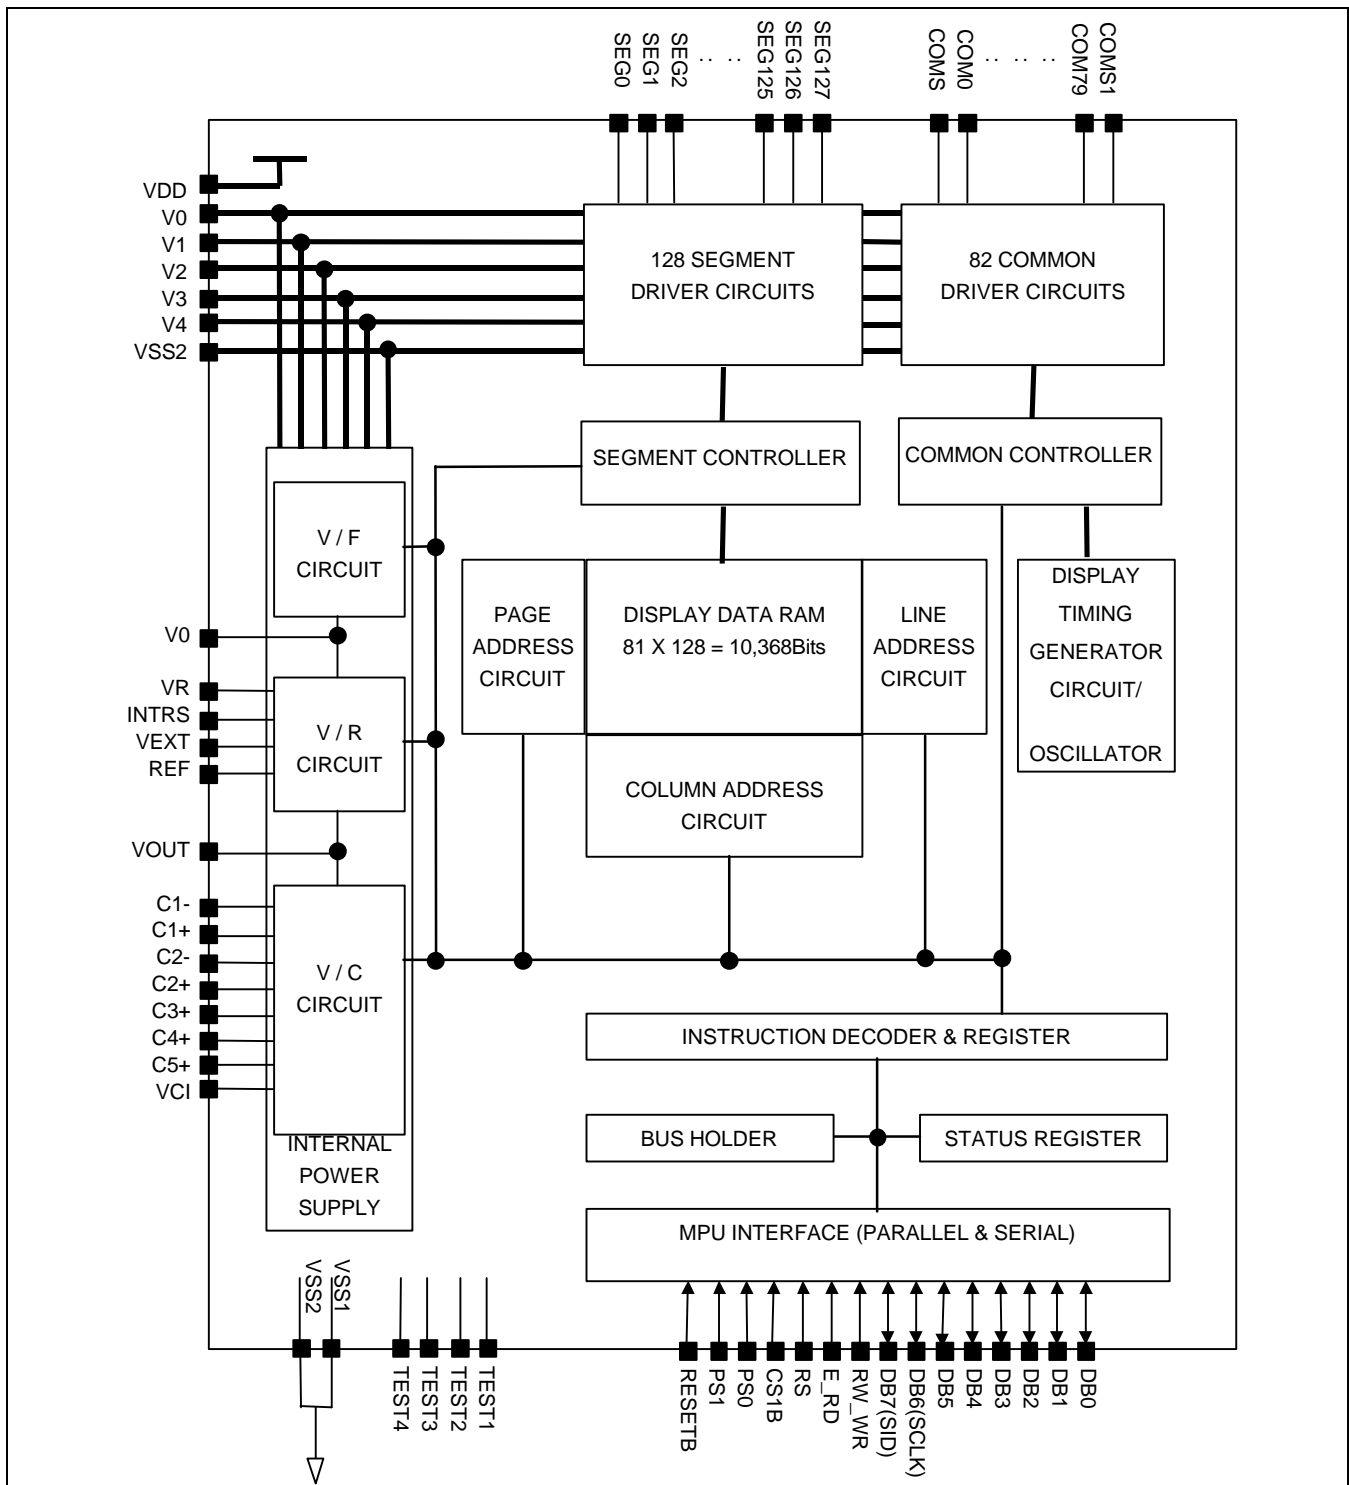 SEG0
SEG1
SEG2
.. ..
SEG125
SEG126
SEG127
COMS
COM0
.. .. ..
COM79
COMS1
VDD
V0
V1
V2
V3
V4
VSS2
128 SEGMENT
DRIVER CIRCUITS
82 COMMON
DRIVER CIRCUITS
SEGMENT CONTROLLER
COMMON CONTROLLER
V / F
CIRCUIT
PAGE
ADDRESS
CIRCUIT
DISPLAY DATA RAM
81 X 128 = 10,368Bits
LINE
ADDRESS
CIRCUIT
DISPLAY
TIMING
GENERATOR
CIRCUIT/
OSCILLATOR
V0
VR
INTRS
VEXT
REF
V / R
CIRCUIT
COLUMN ADDRESS
CIRCUIT
VOUT
C1-
C1+
C2-
C2+
C3+
C4+
C5+
VCI
V / C
CIRCUIT
INSTRUCTION DECODER & REGISTER
BUS HOLDER
STATUS REGISTER
INTERNAL
POWER
SUPPLY
MPU INTERFACE (PARALLEL & SERIAL)
VSS2
VSS1
TEST4
TEST3
TEST2
TEST1
RESETB
PS1
PS0
CS1B
RS
E_RD
RW_WR
DB7(SID)
DB6(SCLK)
DB5
DB4
DB3
DB2
DB1
DB0